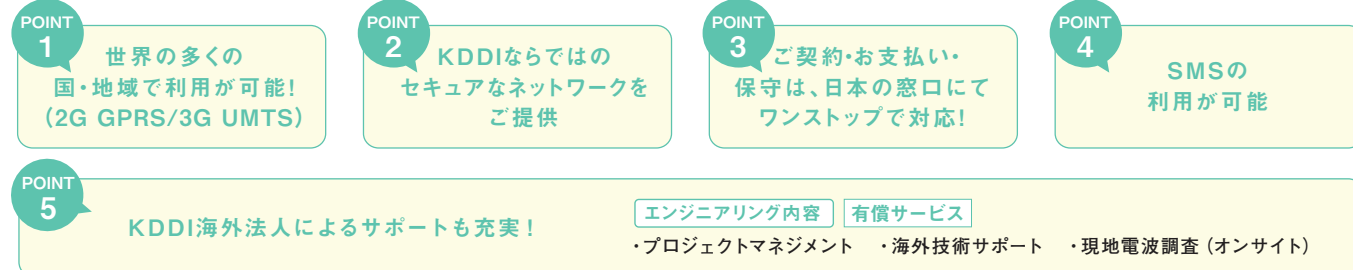 POINT
1
世界の多くの
国・地域で利用が可能!
(2G GPRS/3G UMTS)
POINT
2
KDDIならではの
セキュアなネットワークを
ご提供
POINT
3
ご契約・お支払い・
保守は、日本の窓口にて
ワンストップで対応!
POINT
4
SMSの
利用が可能
POINT
5
KDDI海外法人によるサポートも充実!
エンジニアリング内容 有償サービス
・プロジェクトマネジメント ・海外技術サポート ・現地電波調査(オンサイト)